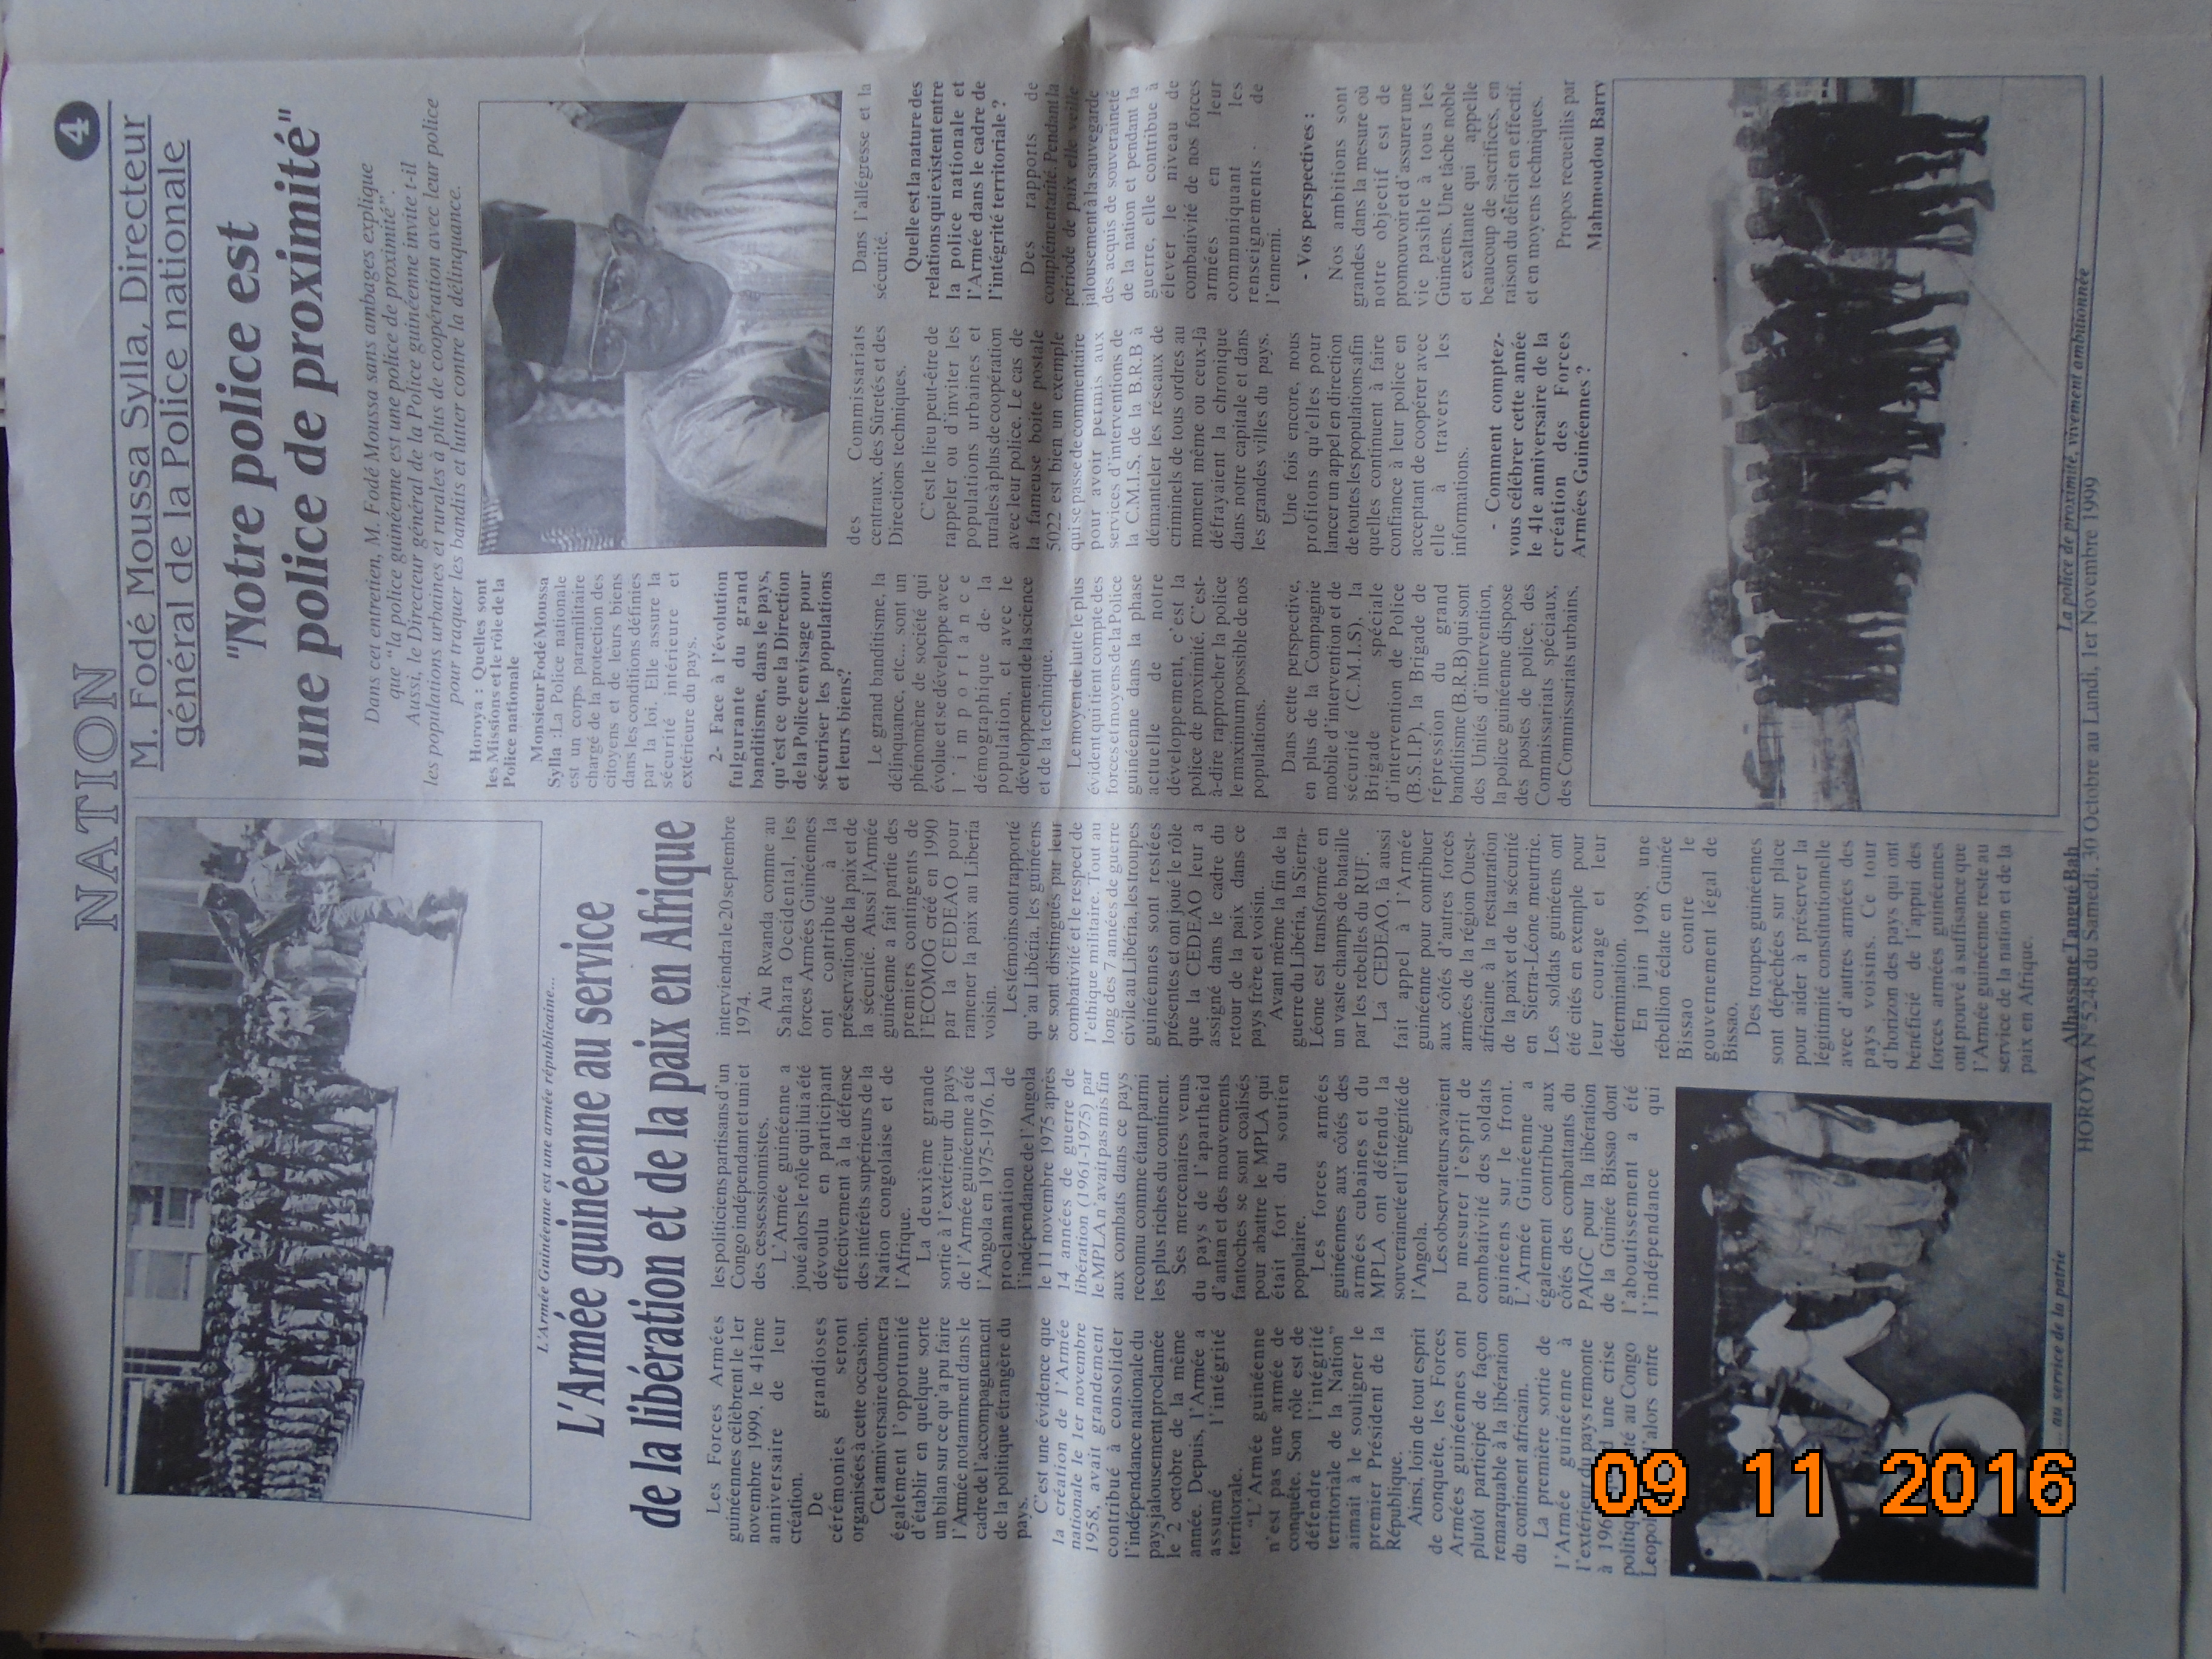 NATION
4
L'Armée Guinéenne est une armée républicaine...
L'Armée guinéenne au service
de la libération et de la paix en Afrique
Les Forces Armées
guinéennes célèbrent le 1er
novembre 1999, le 41ème
anniversaire de leur
création.
De grandioses
cérémonies seront
organisées à cette occasion.
Cet anniversaire donnera
également l'opportunité
d'établir en quelque sorte
un bilan sur ce qu'a pu faire
l'Armée notamment dans le
cadre de l'accompagnement
de la politique étrangère du
pays.
C'est une évidence que
la création de l'Armée
nationale le 1er novembre
1958, avait grandement
contribué à consolider
l'indépendance nationale du
pays jalousement proclamée
le 2 octobre de la même
année. Depuis, l'Armée a
assumé l'intégrité
territorale.
"L'Armée guinéenne
n'est pas une armée de
conquête. Son rôle est de
défendre l'intégrité
territoriale de la Nation"
aimait à le souligner le
premier Président de la
République.
Ainsi, loin de tout esprit
de conquête, les Forces
Armées guinéennes ont
plutôt participé de façon
remarquable à la libération
du continent africain.
La première sortie de
l'Armée guinéenne à
l'extérieur du pays remonte
à 196 d une crise
politique té au Congo
Leopol 'alors entre
les politiciens partisans d'un
Congo indépendant et uni et
des cessessionnistes.
L'Armée guinéenne a
joué alors le rôle qui lui a été
dévoulu en participant
effectivement à la défense
des intérêts supérieurs de la
Nation congolaise et de
l'Afrique.
La deuxième grande
sortie à l'extérieur du pays
de l'Armée guinéenne a été
l'Angola en 1975-1976. La
proclamation de
l'indépendance de l'Angola
le 11 novembre 1975 après
14 années de guerre de
libération (1961-1975) par
le MPLA n'avait pas mis fin
aux combats dans ce pays
reconnu comme étant parmi
les plus riches du continent.
Ses mercenaires venus
du pays de l'apartheid
d'antan et des mouvements
fantoches se sont coalisés
pour abattre le MPLA qui
était fort du soutien
populaire.
Les forces armées
guinéennes aux côtés des
armées cubaines et du
MPLA ont défendu la
souveraineté et l'intégrité de
l'Angola.
Les observateurs avaient
pu mesurer l'esprit de
combativité des soldats
guinéens sur le front.
L'Armée Guinéenne a
également contribué aux
côtés des combattants du
PAIGC pour la libération
de la Guinée Bissao dont
l'aboutissement a été
l'indépendance qui
interviendra le 20 septembre
1974.
Au Rwanda comme au
Sahara Occidental, les
forces Armées Guinéennes
ont contribué à la
préservation de la paix et de
la sécurité. Aussi l'Armée
guinéenne a fait partie des
premiers contingents de
l'ECOMOG créé en 1990
par la CEDEAO pour
ramener la paix au Liberia
voisin.
Les témoins ont rapporté
qu'au Libéria, les guinéens
se sont distingués par leur
combativité et le respect de
l'ethique militaire. Tout au
long des 7 années de guerre
civile au Libéria, les troupes
guinéennes sont restées
présentes et ont joué le rôle
que la CEDEAO leur a
assigné dans le cadre du
retour de la paix dans ce
pays frère et voisin.
Avant même la fin de la
guerre du Libéria, la Sierra-
Léone est transformée en
un vaste champs de bataille
par les rebelles du RUF.
La CEDEAO, là aussi
fait appel à l'Armée
guinéenne pour contribuer
aux côtés d'autres forces
armées de la région Ouest-
africaine à la restauration
de la paix et de la sécurité
en Sierra-Léone meurtrie.
Les soldats guinéens ont
été cités en exemple pour
leur courage et leur
détermination.
En juin 1998, une
rébellion éclate en Guinée
Bissao contre le
gouvernement légal de
Bissao.
Des troupes guinéennes
sont dépêchées sur place
pour aider à préserver la
légitimité constitutionnelle
avec d'autres armées des
pays voisins. Ce tour
d'horizon des pays qui ont
bénéficié de l'appui des
forces armées guinéennes
ont prouvé à suffisance que
l'Armée guinéenne reste au
service de la nation et de la
paix en Afrique.
Alhassane Tanguè Bah
... au service de la patrie
M. Fodé Moussa Sylla, Directeur
général de la Police nationale
"Notre police est
une police de proximité"
Dans cet entretien, M. Fodé Moussa sans ambages explique
que "la police guinéenne est une police de proximité".
Aussi, le Directeur général de la Police guinéenne invite t-il
les populations urbaines et rurales à plus de coopération avec leur police
pour traquer les bandits et lutter contre la délinquance.
Horoya : Quelles sont
les Missions et le rôle de la
Police nationale
Monsieur Fodé Moussa
Sylla :La Police nationale
est un corps paramilitaire
chargé de la protection des
citoyens et de leurs biens
dans les conditions définies
par la loi. Elle assure la
sécurité intérieure et
extérieure du pays.
2- Face à l'évolution
fulgurante du grand
banditisme, dans le pays,
qu'est ce que la Direction
de la Police envisage pour
sécuriser les populations
et leurs biens?
Le grand banditisme, la
délinquance, etc... sont un
phénomène de société qui
évolue et se développe avec
l'importance
démographique de la
population, et avec le
développement de la science
et de la technique.
Le moyen de lutte le plus
évident qui tient compte des
forces et moyens de la Police
guinéenne dans la phase
actuelle de notre
développement, c'est la
police de proximité. C'est-
à-dire rapprocher la police
le maximum possible de nos
populations.
Dans cette perspective,
en plus de la Compagnie
mobile d'intervention et de
sécurité (C.M.I.S), la
Brigade spéciale
d'intervention de Police
(B.S.I.P), la Brigade de
répression du grand
banditisme (B.R.B) qui sont
des Unités d'intervention,
la police guinéenne dispose
des postes de police, des
Commissariats spéciaux,
des Commissariats urbains,
des Commissariats
centraux, des Sûretés et des
Directions techniques.
C'est le lieu peut-être de
rappeler ou d'inviter les
populations urbaines et
rurales à plus de coopération
avec leur police. Le cas de
la fameuse boite postale
5022 est bien un exemple
qui se passe de commentaire
pour avoir permis aux
services d'interventions de
la C.M.I.S, de la B.R.B à
démanteler les réseaux de
criminels de tous ordres au
moment même ou ceux-là
défrayaient la chronique
dans notre capitale et dans
les grandes villes du pays.
Une fois encore, nous
profitons qu'elles pour
lancer un appel en direction
de toutes les populations afin
quelles continuent à faire
confiance à leur police en
acceptant de coopérer avec
elle à travers les
informations.
- Comment comptez-
vous célébrer cette année
le 41e anniversaire de la
création des Forces
Armées Guinéennes ?
Dans l'allégresse et la
sécurité.
Quelle est la nature des
relations qui existent entre
la police nationale et
l'Armée dans le cadre de
l'intégrité territoriale ?
Des rapports de
complémentarité. Pendant la
période de paix elle veille
jalousement à la sauvegarde
des acquis de souveraineté
de la nation et pendant la
guerre, elle contribue à
élever le niveau de
combativité de nos forces
armées en leur
communiquant les
renseignements de
l'ennemi.
- Vos perspectives :
Nos ambitions sont
grandes dans la mesure où
notre objectif est de
promouvoir et d'assurer une
vie pasible à tous les
Guinéens. Une tâche noble
et exaltante qui appelle
beaucoup de sacrifices, en
raison du déficit en effectif,
et en moyens techniques.
Propos recueillis par
Mahmoudou Barry
La police de proximité, vivement ambitionnée
HOROYA N°5248 du Samedi, 30 Octobre au Lundi, 1er Novembre 1999
09 11 2016